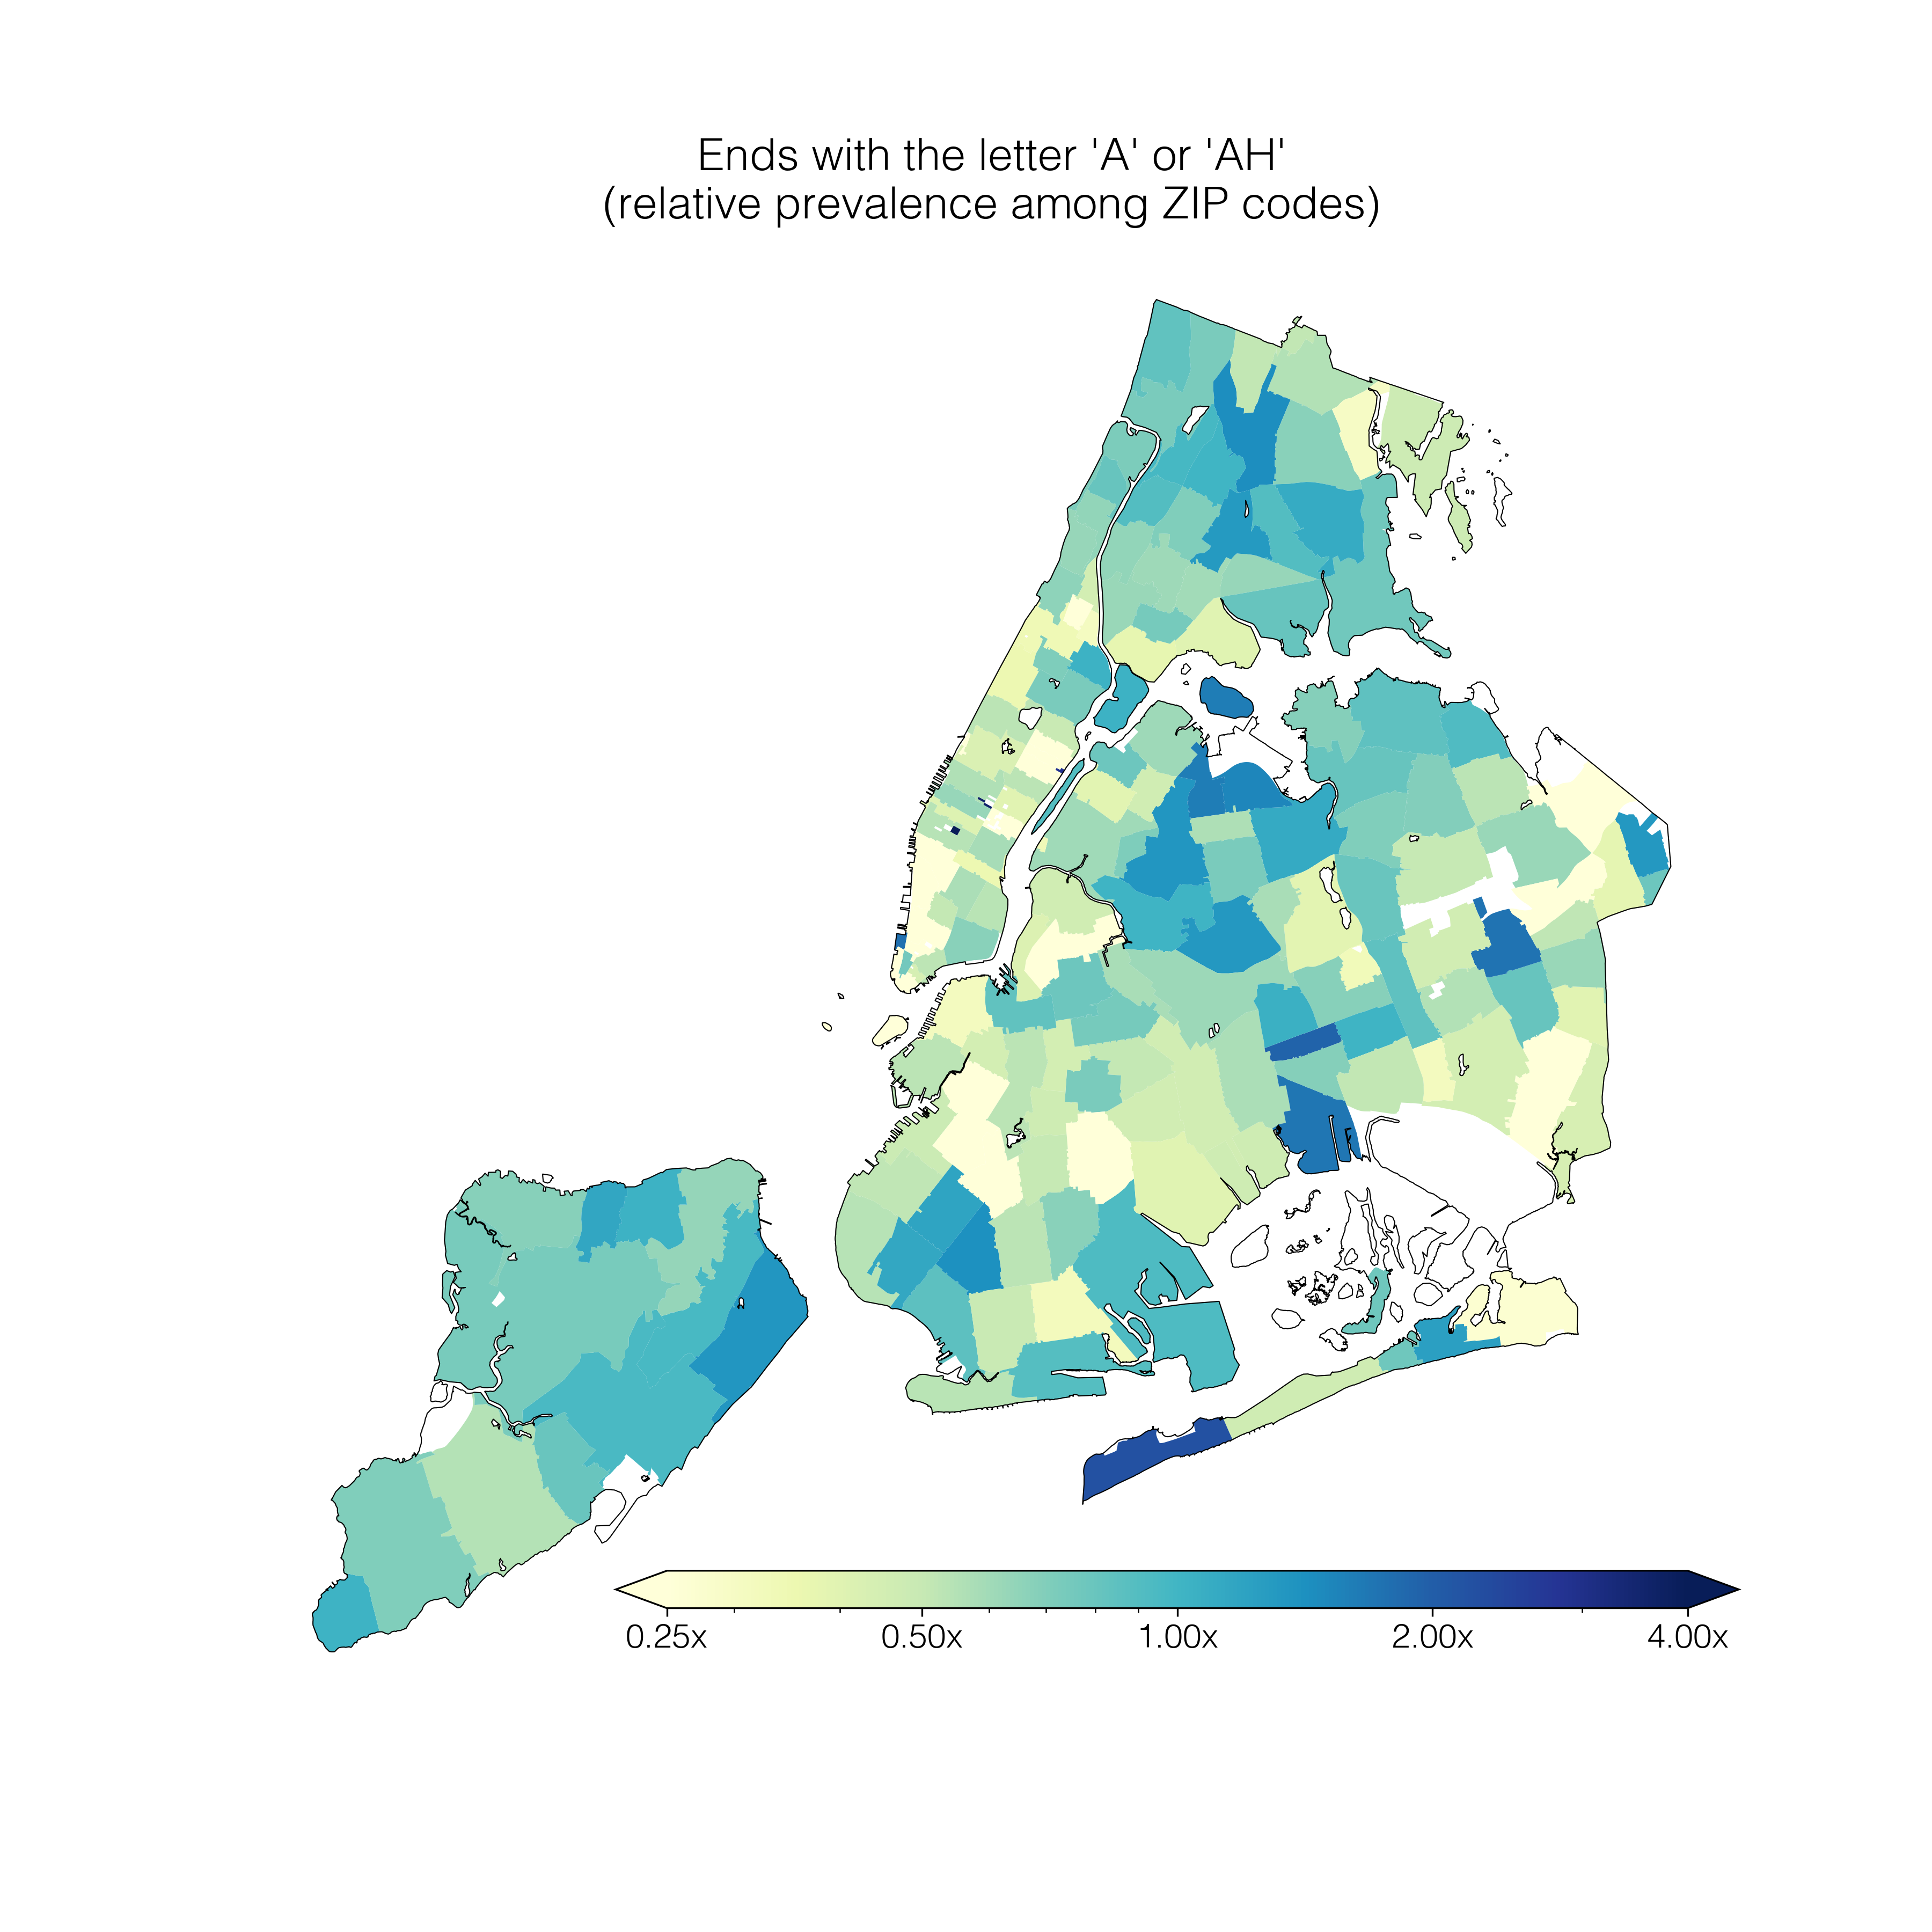 Ends with the letter 'A' or 'AH'
(relative prevalence among ZIP codes)
0.25x 0.50x 1.00x 2.00x 4.00x